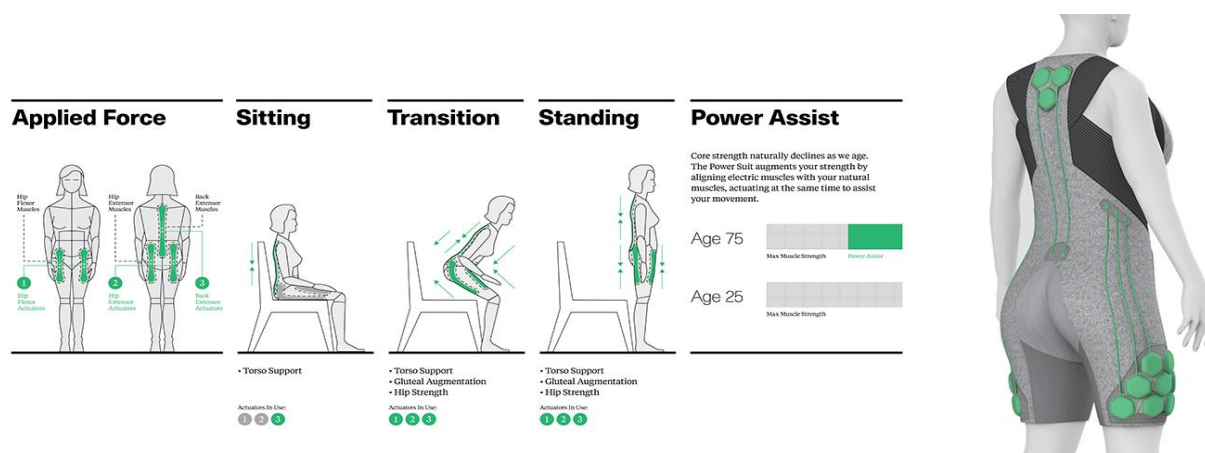 Applied Force
Hip
Flexor
Muscles
Hip
Extensor
Muscles
Back
Extensor
Muscles
1
Hip
Flexor
Actuators
2
Hip
Extensor
Actuators
3
Back
Extensor
Actuators
Sitting
• Torso Support
Actuators In Use:
1 2 3
Transition
• Torso Support
• Gluteal Augmentation
• Hip Strength
Actuators In Use:
1 2 3
Standing
• Torso Support
• Gluteal Augmentation
• Hip Strength
Actuators In Use:
1 2 3
Power Assist
Core strength naturally declines as we age.
The Power Suit augments your strength by
aligning electric muscles with your natural
muscles, actuating at the same time to assist
your movement.
Age 75
Max Muscle Strength
Power Assist
Age 25
Max Muscle Strength